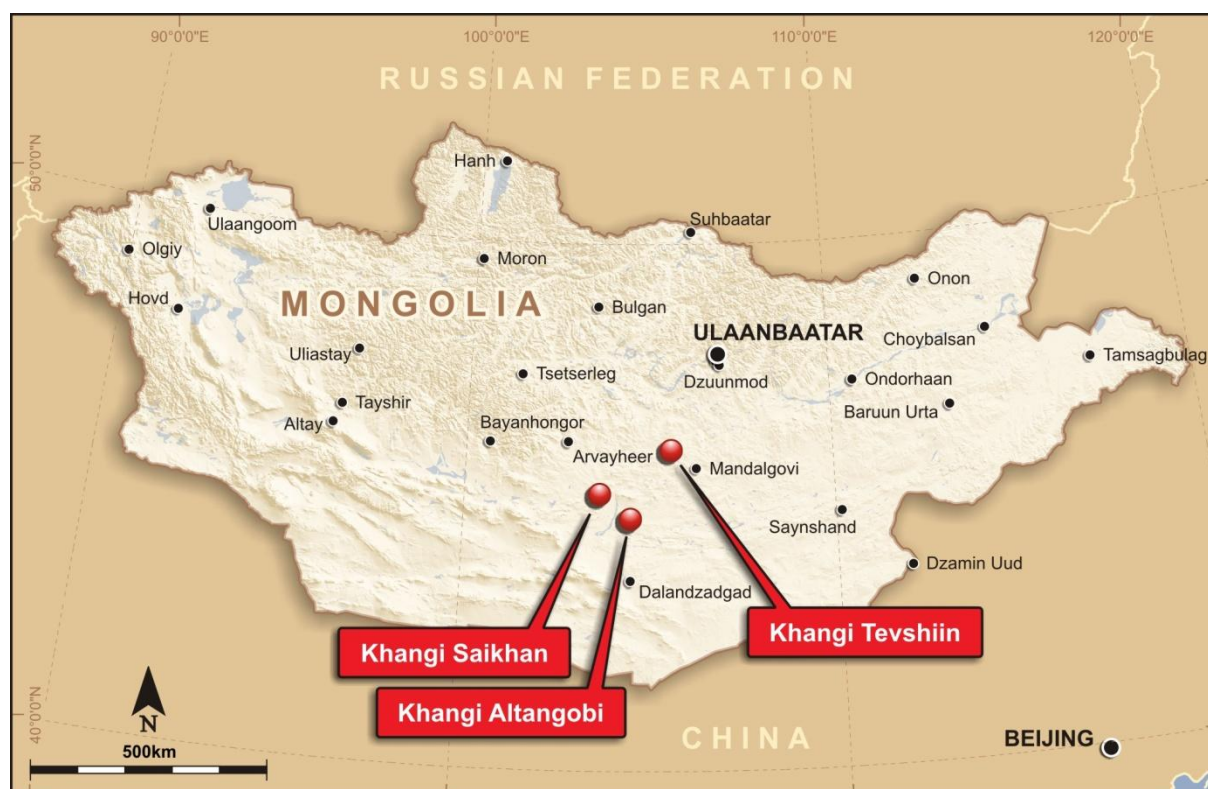 90°0'0"E
100°0'0"E
110°0'0"E
120°0'0"E
RUSSIAN FEDERATION
50°0'0"N
Hanh
Ulaangoom
Suhbaatar
Olgiy
Moron
Onon
Hovd
MONGOLIA
Bulgan
ULAANBAATAR
Choybalsan
Uliastay
Tamsagbulag
Tsetserleg
Dzuunmod
Ondorhaan
Tayshir
Baruun Urta
Altay
Bayanhongor
Arvayheer
Mandalgovi
Saynshand
Dzamin Uud
Dalandzadgad
Khangi Tevshiin
Khangi Saikhan
Khangi Altangobi
40°0'0"N
N
CHINA
BEIJING
500km